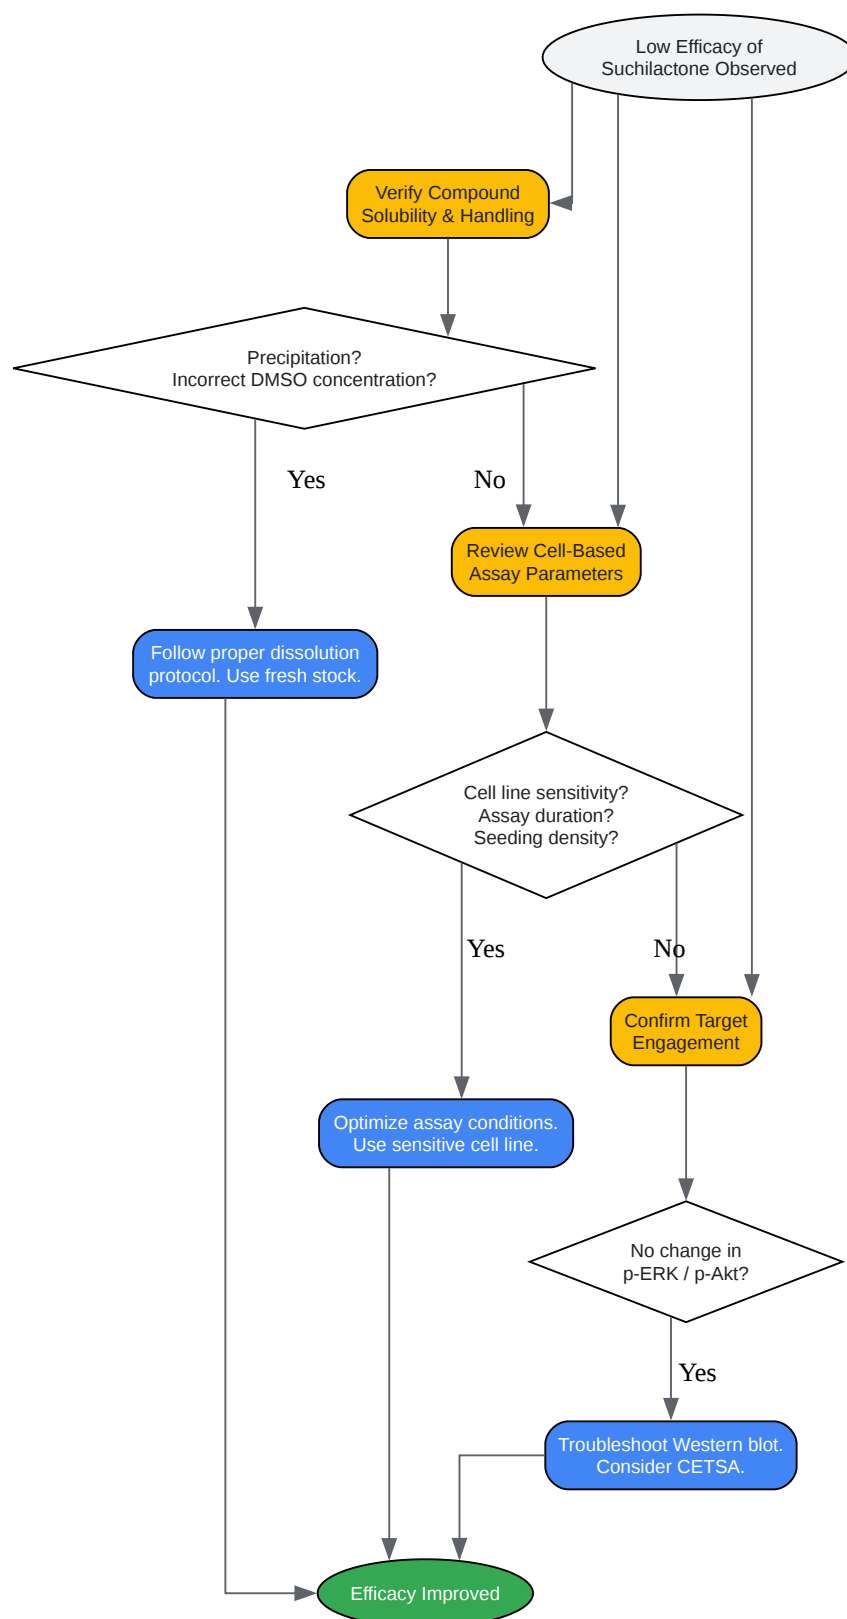 Low Efficacy of
Suchilactone Observed
Verify Compound
Solubility & Handling
Precipitation?
Incorrect DMSO concentration?
Yes
No
Review Cell-Based
Assay Parameters
Follow proper dissolution
protocol. Use fresh stock.
Cell line sensitivity?
Assay duration?
Seeding density?
Yes
No
Confirm Target
Engagement
Optimize assay conditions.
Use sensitive cell line.
No change in
p-ERK / p-Akt?
Yes
Troubleshoot Western blot.
Consider CETSA.
Efficacy Improved